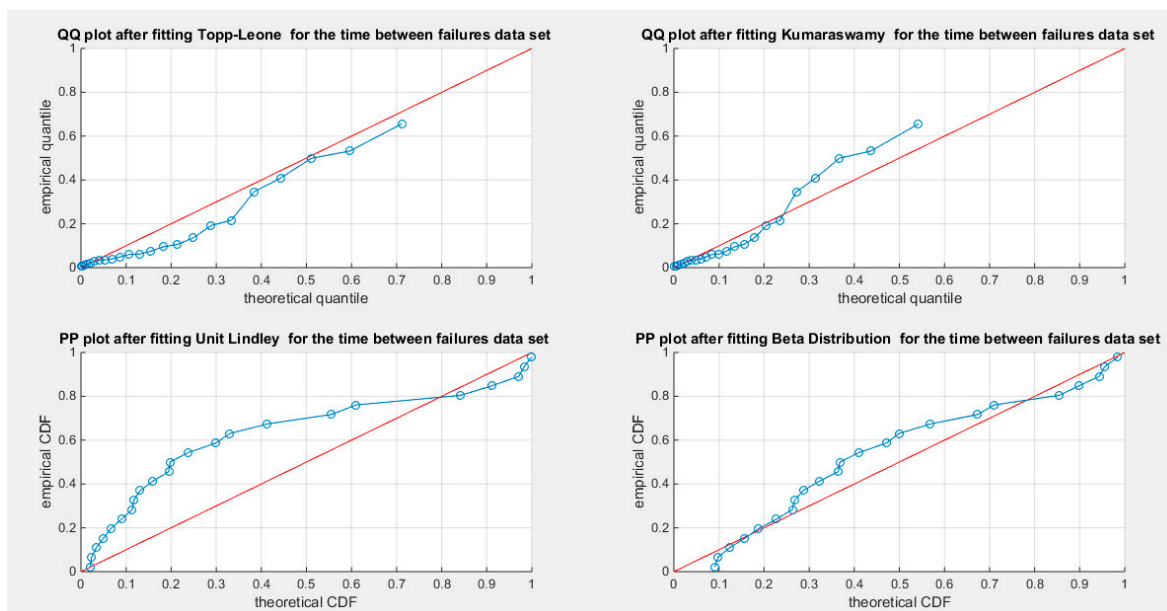 QQ plot after fitting Topp-Leone for the time between failures data set
1
0.8
0.6
0.4
0.2
0
empirical quantile
0 0.1 0.2 0.3 0.4 0.5 0.6 0.7 0.8 0.9 1
theoretical quantile
QQ plot after fitting Kumaraswamy for the time between failures data set
1
0.8
0.6
0.4
0.2
0
empirical quantile
0 0.1 0.2 0.3 0.4 0.5 0.6 0.7 0.8 0.9 1
theoretical quantile
PP plot after fitting Unit Lindley for the time between failures data set
1
0.8
0.6
0.4
0.2
0
empirical CDF
0 0.1 0.2 0.3 0.4 0.5 0.6 0.7 0.8 0.9 1
theoretical CDF
PP plot after fitting Beta Distribution for the time between failures data set
1
0.8
0.6
0.4
0.2
0
empirical CDF
0 0.1 0.2 0.3 0.4 0.5 0.6 0.7 0.8 0.9 1
theoretical CDF